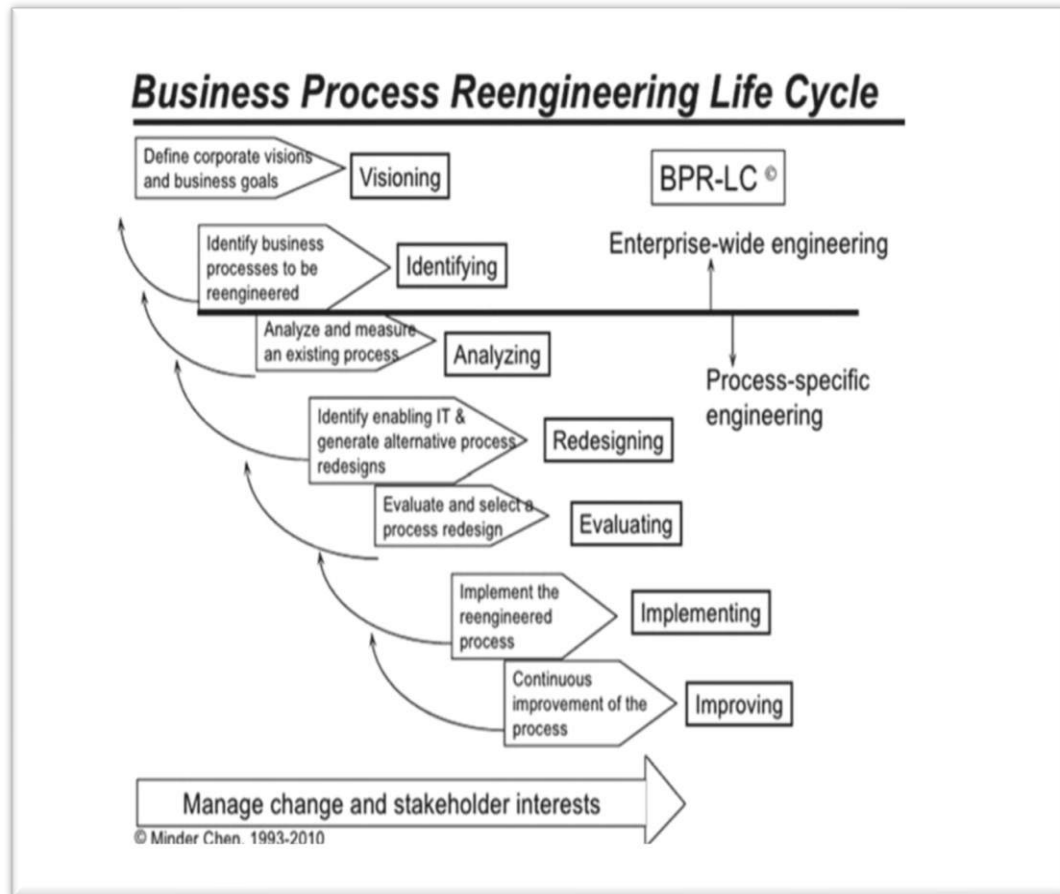 Business Process Reengineering Life Cycle
Define corporate visions
and business goals
Visioning
BPR-LC ©
Enterprise-wide engineering
Identify business
processes to be
reengineered
Identifying
Analyze and measure
an existing process
Analyzing
Process-specific
engineering
Identify enabling IT &
generate alternative process
redesigns
Redesigning
Evaluate and select a
process redesign
Evaluating
Implement the
reengineered
process
Implementing
Continuous
improvement of the
process
Improving
Manage change and stakeholder interests
© Minder Chen, 1993-2010